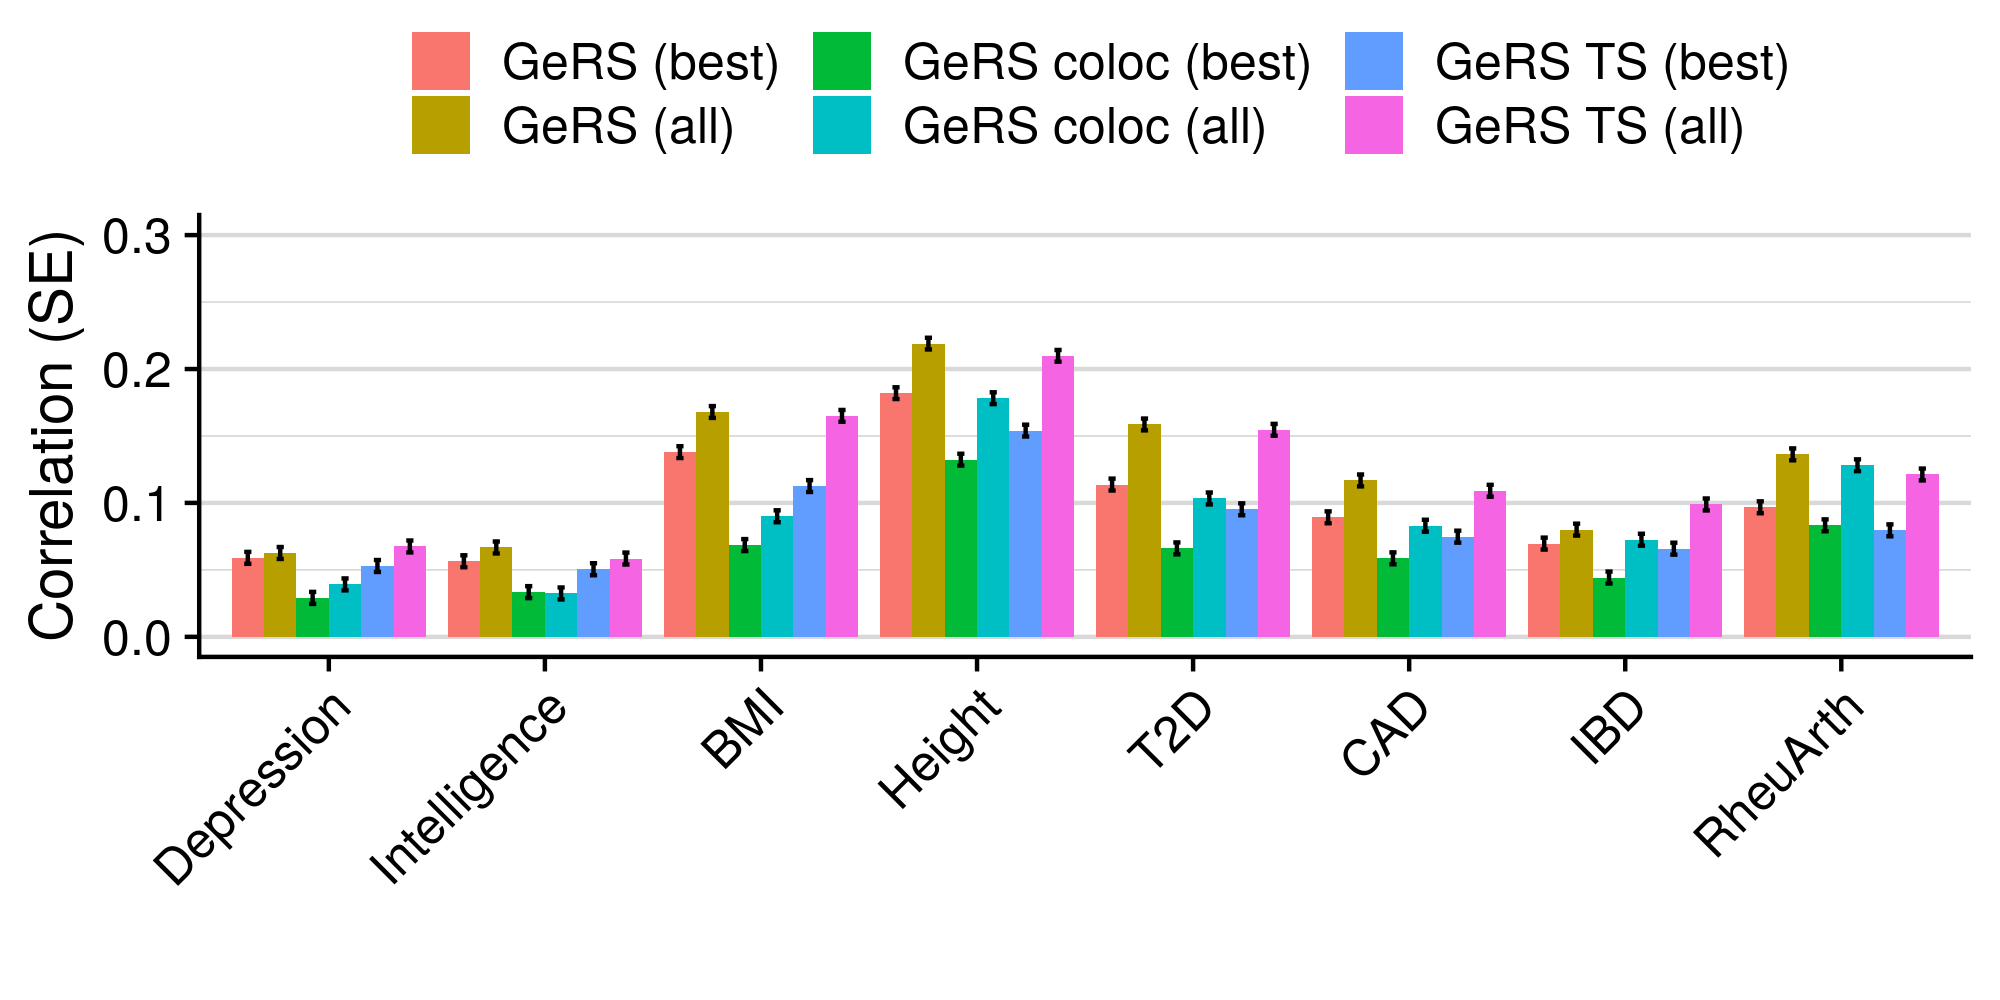 GeRS (best) GeRS coloc (best) GeRS TS (best)
GeRS (all) GeRS coloc (all) GeRS TS (all)
Correlation (SE)
0.3
0.2
0.1
0.0
Depression Intelligence BMI Height T2D CAD IBD RheuArth